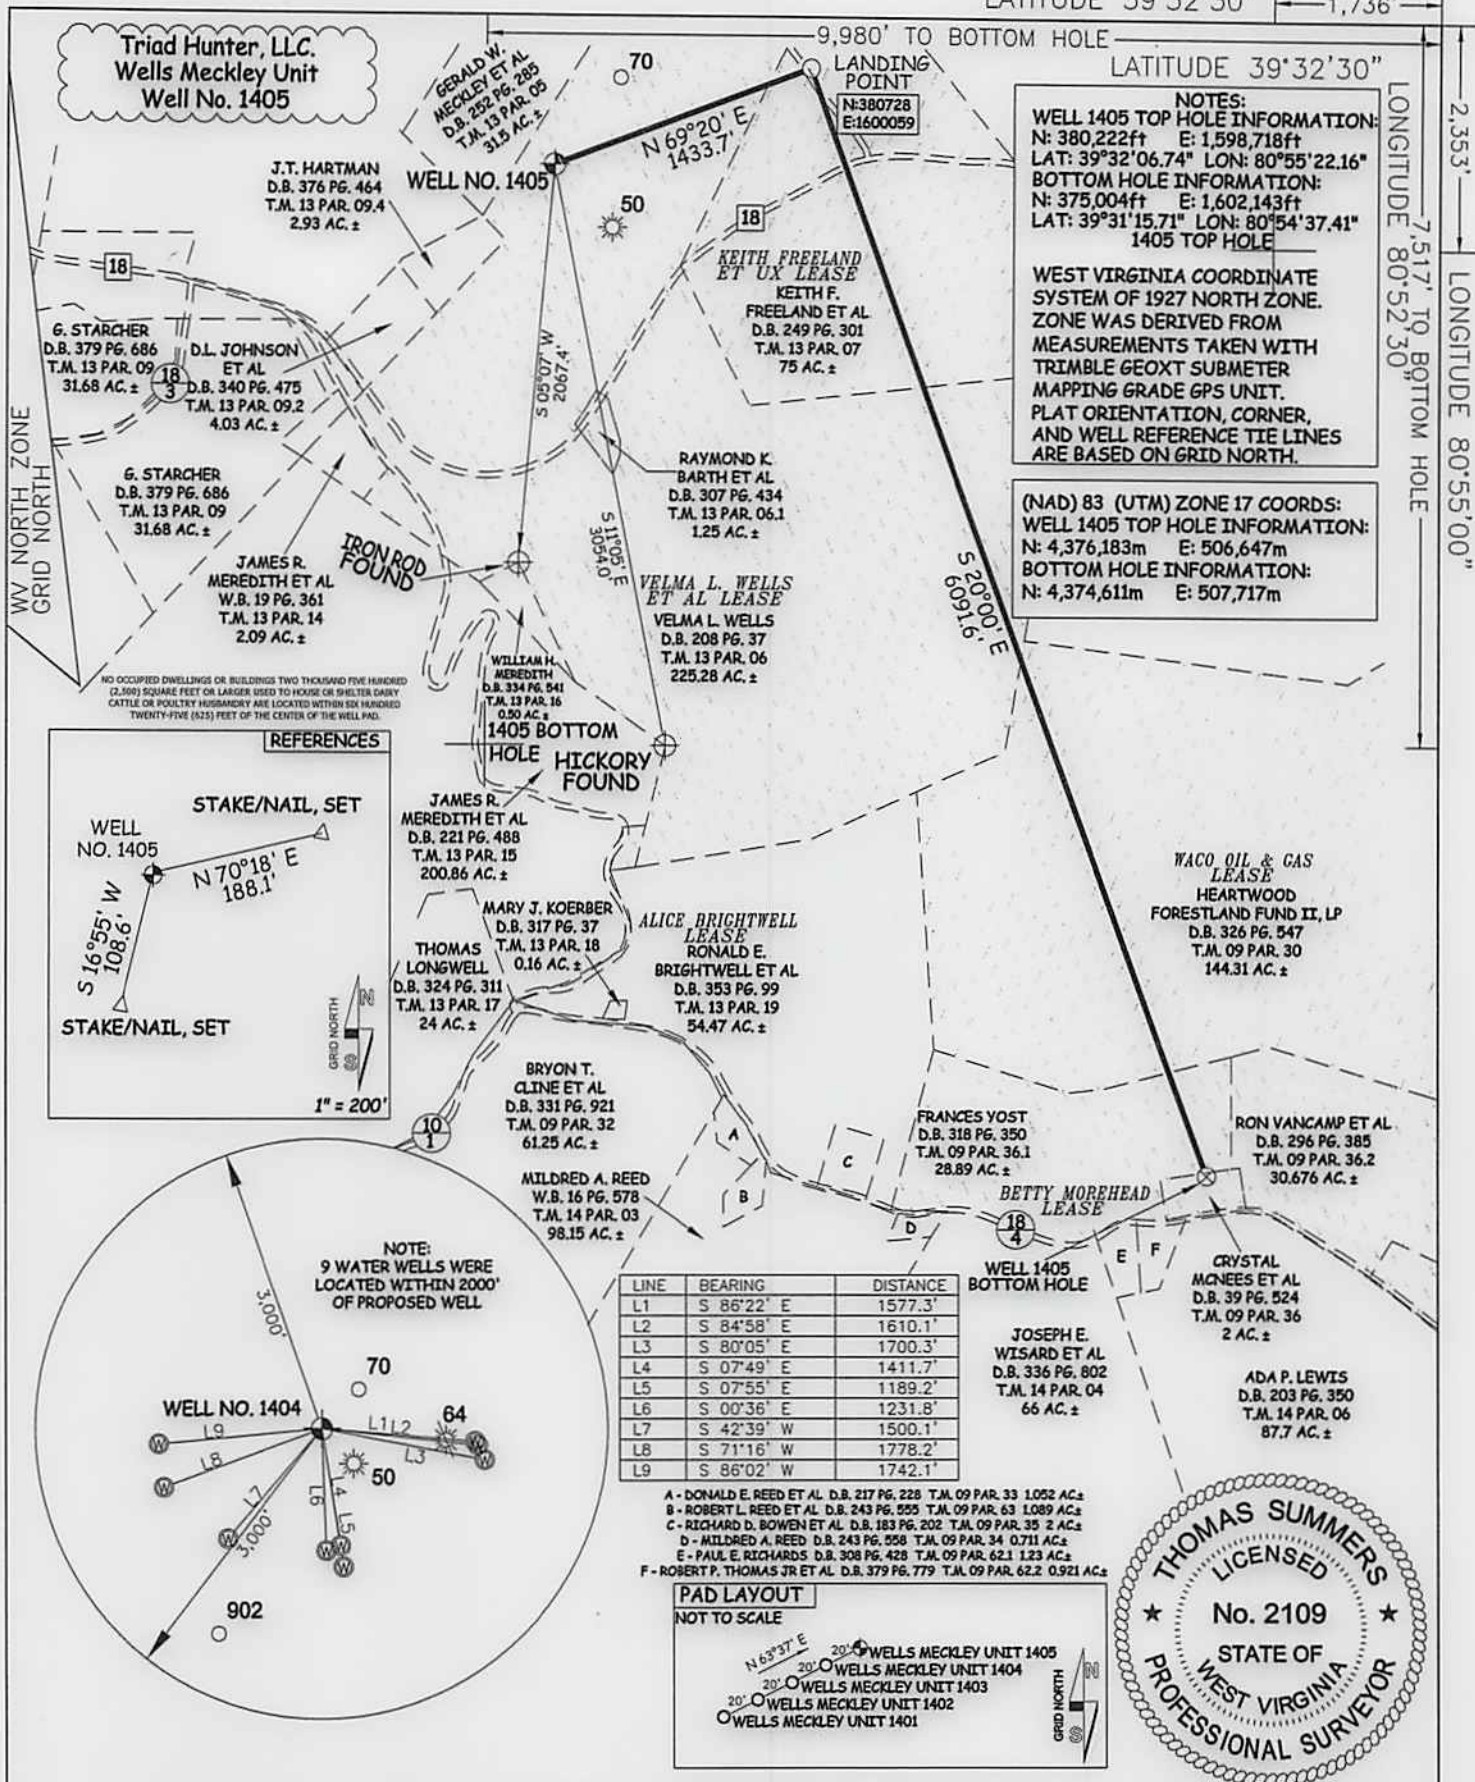 LATITUDE 39°32'30"
1,736'
9,980' TO BOTTOM HOLE
LATITUDE 39°32'30"
Triad Hunter, LLC.
Wells Meckley Unit
Well No. 1405
GERALD W.
MECKLEY ET AL
D.B. 252 PG. 285
T.M. 13 PAR. 05
31.5 AC. ±
70
LANDING
POINT
N:380728
E:1600059
N 69°20' E
1433.7'
WELL NO. 1405
50
18
J.T. HARTMAN
D.B. 376 PG. 464
T.M. 13 PAR. 09.4
2.93 AC. ±
18
G. STARCHER
D.B. 379 PG. 686
T.M. 13 PAR. 09
31.68 AC. ±
18
3
D.L. JOHNSON
ET AL
D.B. 340 PG. 475
T.M. 13 PAR. 09.2
4.03 AC. ±
KEITH FREELAND
ET UX LEASE
KEITH F.
FREELAND ET AL
D.B. 249 PG. 301
T.M. 13 PAR. 07
75 AC. ±
NOTES:
WELL 1405 TOP HOLE INFORMATION:
N: 380,222ft E: 1,598,718ft
LAT: 39°32'06.74" LON: 80°55'22.16"
BOTTOM HOLE INFORMATION:
N: 375,004ft E: 1,602,143ft
LAT: 39°31'15.71" LON: 80°54'37.41"
1405 TOP HOLE
WEST VIRGINIA COORDINATE
SYSTEM OF 1927 NORTH ZONE.
ZONE WAS DERIVED FROM
MEASUREMENTS TAKEN WITH
TRIMBLE GEOXT SUBMETER
MAPPING GRADE GPS UNIT.
PLAT ORIENTATION, CORNER,
AND WELL REFERENCE TIE LINES
ARE BASED ON GRID NORTH.
(NAD) 83 (UTM) ZONE 17 COORDS:
WELL 1405 TOP HOLE INFORMATION:
N: 4,376,183m E: 506,647m
BOTTOM HOLE INFORMATION:
N: 4,374,611m E: 507,717m
LONGITUDE 80°52'30"
7,517' TO BOTTOM HOLE
2,353'
LONGITUDE 80°55'00"
WV NORTH ZONE
GRID NORTH
G. STARCHER
D.B. 379 PG. 686
T.M. 13 PAR. 09
31.68 AC. ±
S 05°07' W
2067.4'
RAYMOND K.
BARTH ET AL
D.B. 307 PG. 434
T.M. 13 PAR. 06.1
1.25 AC. ±
JAMES R.
MEREDITH ET AL
W.B. 19 PG. 361
T.M. 13 PAR. 14
2.09 AC. ±
IRON ROD
FOUND
S 11°05' E
3054.0'
VELMA L. WELLS
ET AL LEASE
VELMA L. WELLS
D.B. 208 PG. 37
T.M. 13 PAR. 06
225.28 AC. ±
S 20°00' E
6091.6'
WILLIAM H.
MEREDITH
D.B. 334 PG. 541
T.M. 13 PAR. 16
0.50 AC. ±
NO OCCUPIED DWELLINGS OR BUILDINGS TWO THOUSAND FIVE HUNDRED
(2,500) SQUARE FEET OR LARGER USED TO HOUSE OR SHELTER DAIRY
CATTLE OR POULTRY HUSBANDRY ARE LOCATED WITHIN SIX HUNDRED
TWENTY-FIVE (625) FEET OF THE CENTER OF THE WELL PAD.
1405 BOTTOM
HOLE
HICKORY
FOUND
REFERENCES
STAKE/NAIL, SET
WELL
NO. 1405
N 70°18' E
188.1'
S 16°55' W
108.6'
STAKE/NAIL, SET
GRID NORTH
N
S
1" = 200'
JAMES R.
MEREDITH ET AL
D.B. 221 PG. 488
T.M. 13 PAR. 15
200.86 AC. ±
MARY J. KOERBER
D.B. 317 PG. 37
T.M. 13 PAR. 18
0.16 AC. ±
THOMAS
LONGWELL
D.B. 324 PG. 311
T.M. 13 PAR. 17
24 AC. ±
ALICE BRIGHTWELL
LEASE
RONALD E.
BRIGHTWELL ET AL
D.B. 353 PG. 99
T.M. 13 PAR. 19
54.47 AC. ±
WACO OIL & GAS
LEASE
HEARTWOOD
FORESTLAND FUND II, LP
D.B. 326 PG. 547
T.M. 09 PAR. 30
144.31 AC. ±
BRYON T.
CLINE ET AL
D.B. 331 PG. 921
T.M. 09 PAR. 32
61.25 AC. ±
10
1
A
B
C
D
E
F
MILDRED A. REED
W.B. 16 PG. 578
T.M. 14 PAR. 03
98.15 AC. ±
FRANCES YOST
D.B. 318 PG. 350
T.M. 09 PAR. 36.1
28.89 AC. ±
BETTY MOREHEAD
LEASE
18
4
WELL 1405
BOTTOM HOLE
RON VANCAMP ET AL
D.B. 296 PG. 385
T.M. 09 PAR. 36.2
30.676 AC. ±
CRYSTAL
MCNEES ET AL
D.B. 39 PG. 524
T.M. 09 PAR. 36
2 AC. ±
JOSEPH E.
WISARD ET AL
D.B. 336 PG. 802
T.M. 14 PAR. 04
66 AC. ±
ADA P. LEWIS
D.B. 203 PG. 350
T.M. 14 PAR. 06
87.7 AC. ±
NOTE:
9 WATER WELLS WERE
LOCATED WITHIN 2000'
OF PROPOSED WELL
3,000'
70
WELL NO. 1404
64
50
L1
L2
L3
L4
L5
L6
L7
L8
L9
W
W
W
W
W
W
W
W
3,000'
902
LINE BEARING DISTANCE
L1 S 86°22' E 1577.3'
L2 S 84°58' E 1610.1'
L3 S 80°05' E 1700.3'
L4 S 07°49' E 1411.7'
L5 S 07°55' E 1189.2'
L6 S 00°36' E 1231.8'
L7 S 42°39' W 1500.1'
L8 S 71°16' W 1778.2'
L9 S 86°02' W 1742.1'
A - DONALD E. REED ET AL D.B. 217 PG. 228 T.M. 09 PAR. 33 1.052 AC±
B - ROBERT L. REED ET AL D.B. 243 PG. 555 T.M. 09 PAR. 63 1.089 AC±
C - RICHARD D. BOWEN ET AL D.B. 183 PG. 202 T.M. 09 PAR. 35 2 AC±
D - MILDRED A. REED D.B. 243 PG. 558 T.M. 09 PAR. 34 0.711 AC±
E - PAUL E. RICHARDS D.B. 308 PG. 428 T.M. 09 PAR. 62.1 1.23 AC±
F - ROBERT P. THOMAS JR ET AL D.B. 379 PG. 779 T.M. 09 PAR. 62.2 0.921 AC±
PAD LAYOUT
NOT TO SCALE
N 63°37' E
20' WELLS MECKLEY UNIT 1405
20' WELLS MECKLEY UNIT 1404
20' WELLS MECKLEY UNIT 1403
20' WELLS MECKLEY UNIT 1402
WELLS MECKLEY UNIT 1401
GRID NORTH
N
S
THOMAS SUMMERS
LICENSED
No. 2109
STATE OF
WEST VIRGINIA
PROFESSIONAL SURVEYOR